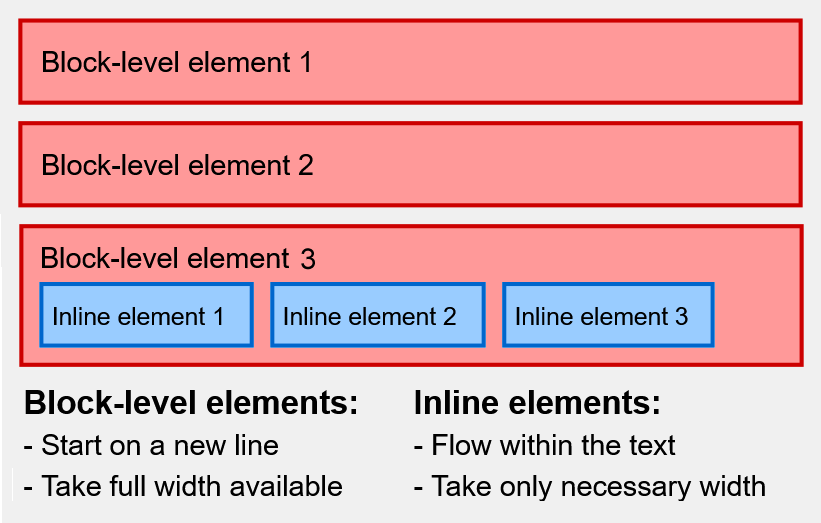 Block-level element 1
Block-level element 2
Block-level element 3
Inline element 1
Inline element 2
Inline element 3
Block-level elements:
- Start on a new line
- Take full width available
Inline elements:
- Flow within the text
- Take only necessary width